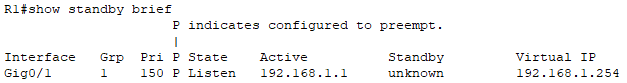 R1#show standby brief
                     P indicates configured to preempt.
                     |
Interface   Grp  Pri P State   Active          Standby         Virtual IP
Gig0/1      1    150 P Listen  192.168.1.1     unknown         192.168.1.254